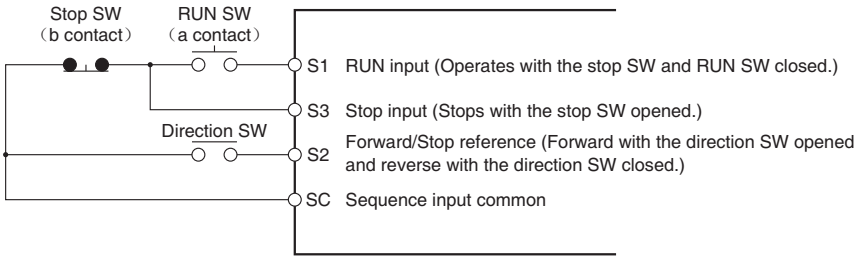 Stop SW
（b contact）
RUN SW
（a contact）
S1 RUN input (Operates with the stop SW and RUN SW closed.)
S3 Stop input (Stops with the stop SW opened.)
Direction SW
S2 Forward/Stop reference (Forward with the direction SW opened
and reverse with the direction SW closed.)
SC Sequence input common